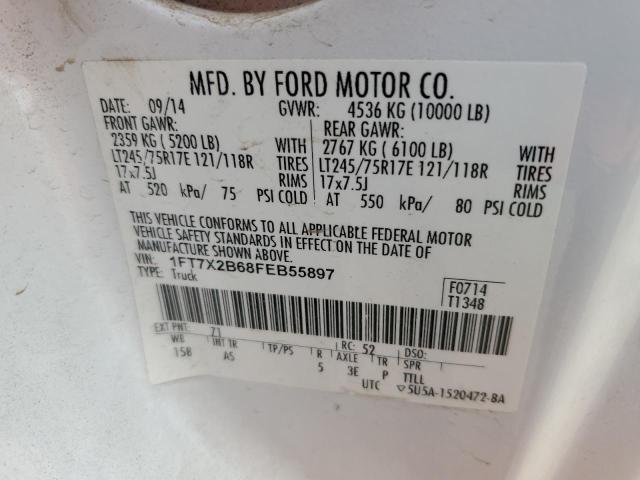 MFD. BY FORD MOTOR CO.
DATE: 09/14 GVWR: 4536 KG (10000 LB)
FRONT GAWR: REAR GAWR:
2359 KG ( 5200 LB) WITH 2767 KG ( 6100 LB) WITH
LT245/75R17E 121/118R TIRES LT245/75R17E 121/118R TIRES
17x7.5J RIMS 17x7.5J RIMS
AT 520 kPa/ 75 PSI COLD AT 550 kPa/ 80 PSI COLD
THIS VEHICLE CONFORMS TO ALL APPLICABLE FEDERAL MOTOR
VEHICLE SAFETY STANDARDS IN EFFECT ON THE DATE OF
MANUFACTURE SHOWN ABOVE.
VIN: 1FT7X2B68FEB55897
TYPE: Truck
F0714
T1348
EXT PNT: 71 RC: 52 DSO:
WB INT TR TP/PS R AXLE TR SPR
158 AS 5 3E P TTLL
UTC ▽5U5A-1520472-BA